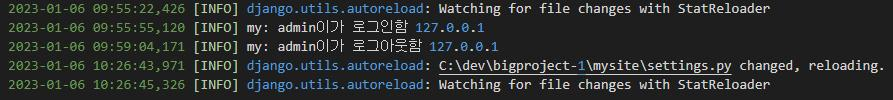 2023-01-06 09:55:22,426 [INFO] django.utils.autoreload: Watching for file changes with StatReloader
2023-01-06 09:55:55,120 [INFO] my: admin이가 로그인함 127.0.0.1
2023-01-06 09:59:04,171 [INFO] my: admin이가 로그아웃함 127.0.0.1
2023-01-06 10:26:43,971 [INFO] django.utils.autoreload: C:\dev\bigproject-1\mysite\settings.py changed, reloading.
2023-01-06 10:26:45,326 [INFO] django.utils.autoreload: Watching for file changes with StatReloader